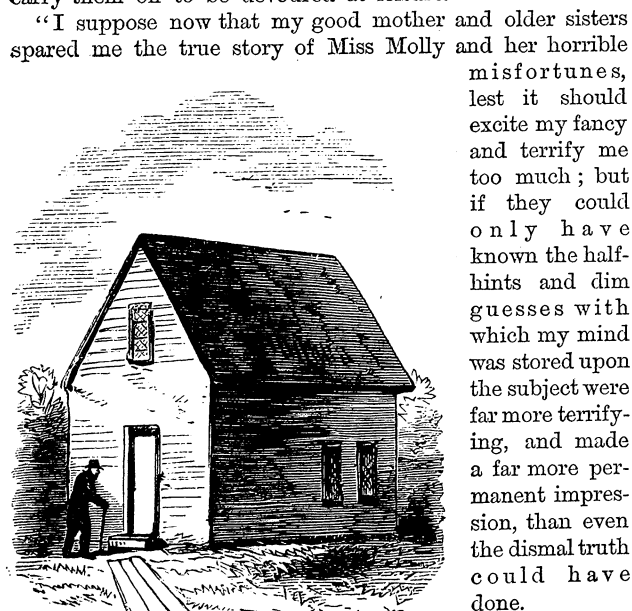 “I suppose now that my good mother and older sisters
spared me the true story of Miss Molly and her horrible
misfortunes,
lest it should
excite my fancy
and terrify me
too much; but
if they could
only have
known the half-
hints and dim
guesses with
which my mind
was stored upon
the subject were
far more terrify-
ing, and made
a far more per-
manent impres-
sion, than even
the dismal truth
could have
done.